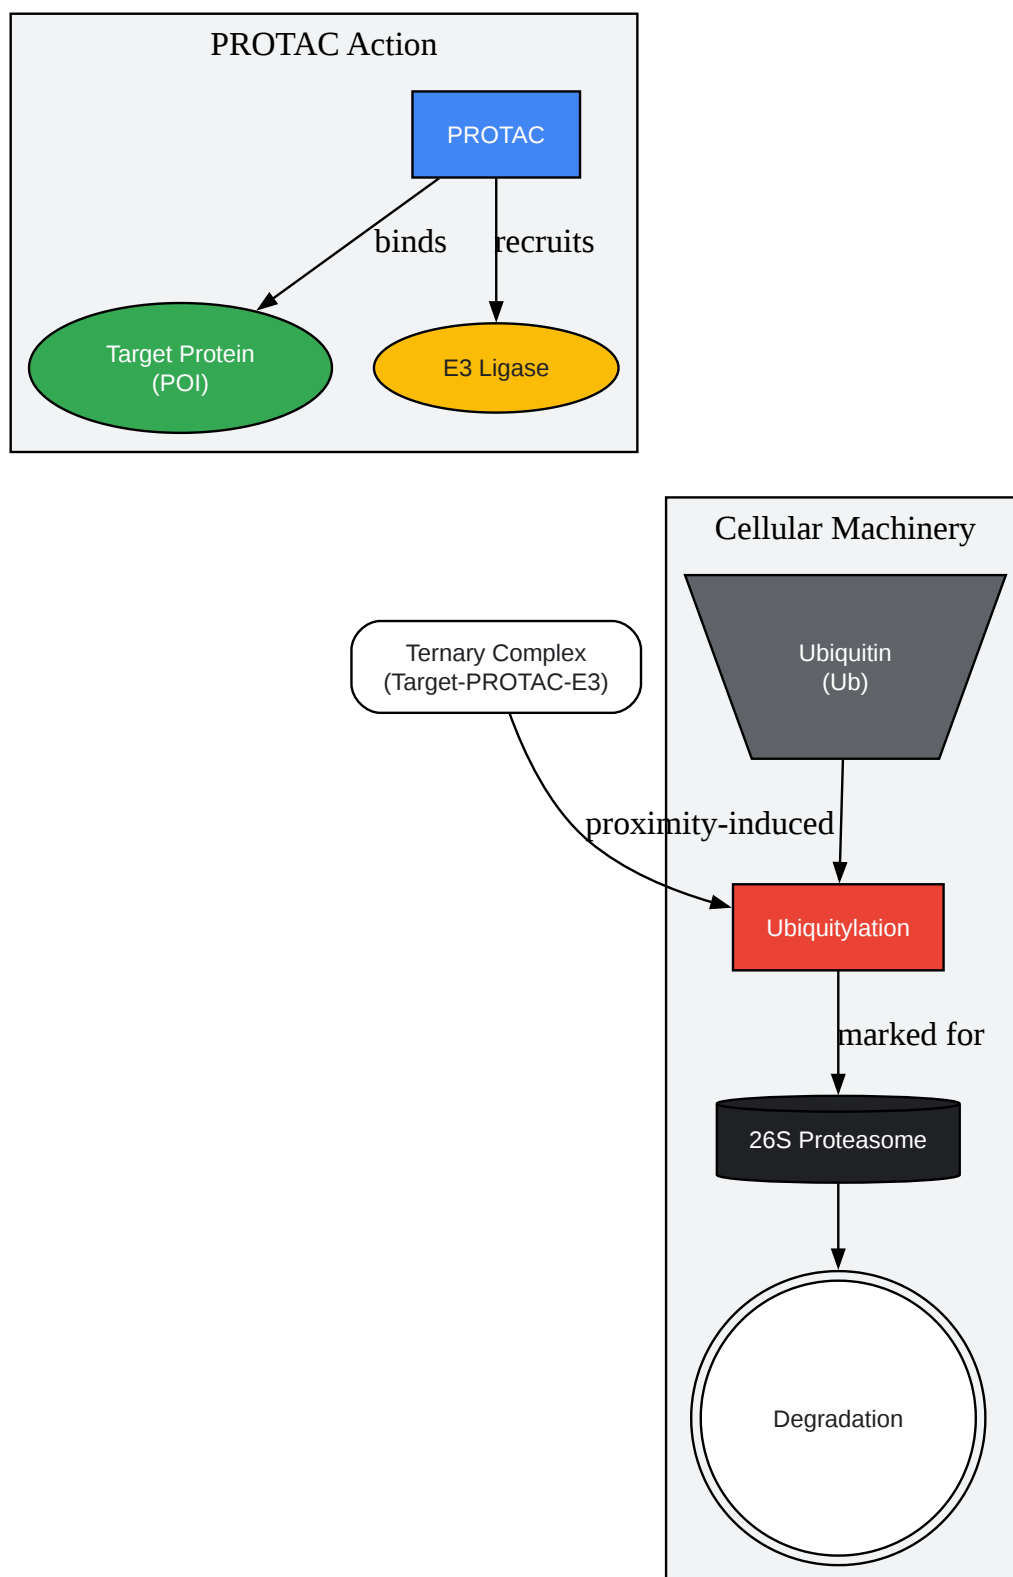 PROTAC Action
PROTAC
binds
recruits
Target Protein
(POI)
E3 Ligase
Cellular Machinery
Ternary Complex
(Target-PROTAC-E3)
Ubiquitin
(Ub)
proximity-induced
Ubiquitylation
marked for
26S Proteasome
Degradation